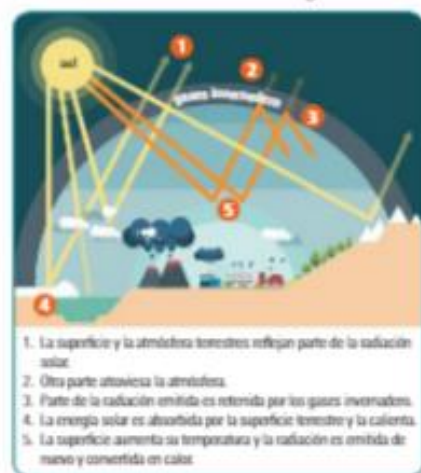 sol
1
2
gases invernadero
3
5
4
1. La superficie y la atmósfera terrestres reflejan parte de la radiación
solar.
2. Otra parte atraviesa la atmósfera.
3. Parte de la radiación emitida es retenida por los gases invernadero.
4. La energía solar es absorbida por la superficie terrestre y la calienta.
5. La superficie aumenta su temperatura y la radiación es emitida de
nuevo y convertida en calor.